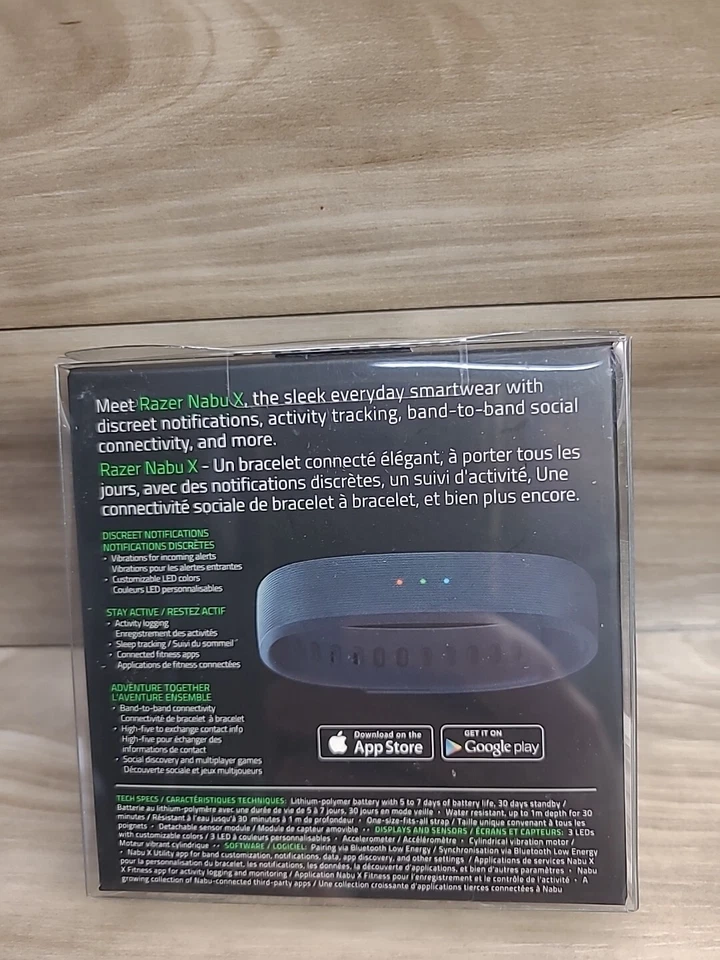 Meet Razer Nabu X, the sleek everyday smartwear with
discreet notifications, activity tracking, band-to-band social
connectivity, and more.
Razer Nabu X - Un bracelet connecté élégant, à porter tous les
jours, avec des notifications discrètes, un suivi d'activité, Une
connectivité sociale de bracelet à bracelet, et bien plus encore.
DISCREET NOTIFICATIONS
NOTIFICATIONS DISCRÈTES
• Vibrations for incoming alerts
Vibrations pour les alertes entrantes
• Customizable LED colors
Couleurs LED personnalisables
STAY ACTIVE / RESTEZ ACTIF
• Activity logging
Enregistrement des activités
• Sleep tracking / Suivi du sommeil
• Connected fitness apps
Applications de fitness connectées
ADVENTURE TOGETHER
L'AVENTURE ENSEMBLE
• Band-to-band connectivity
Connectivité de bracelet à bracelet
• High-five to exchange contact info
High-five pour échanger des
informations de contact
• Social discovery and multiplayer games
Découverte sociale et jeux multijoueurs
Download on the
App Store
GET IT ON
Google play
TECH SPECS / CARACTÉRISTIQUES TECHNIQUES: Lithium-polymer battery with 5 to 7 days of battery life, 30 days standby /
Batterie au lithium-polymère avec une durée de vie de 5 à 7 jours, 30 jours en mode veille • Water resistant, up to 1m depth for 30
minutes / Résistant à l'eau jusqu'à 30 minutes à 1 m de profondeur • One-size-fits-all strap / Taille unique convenant à tous les
poignets • Detachable sensor module / Module de capteur amovible •• DISPLAYS AND SENSORS / ÉCRANS ET CAPTEURS: 3 LEDs
with customizable colors / 3 LED à couleurs personnalisables • Accelerometer / Accéléromètre • Cylindrical vibration motor /
Moteur vibrant cylindrique •• SOFTWARE / LOGICIEL: Pairing via Bluetooth Low Energy / Synchronisation via Bluetooth Low Energy
• Nabu X Utility app for band customization, notifications, data, app discovery, and other settings / Applications de services Nabu X
pour la personnalisation du bracelet, les notifications, les données, la découverte d'applications, et bien d'autres paramètres • Nabu
X Fitness app for activity logging and monitoring / Application Nabu X Fitness pour l'enregistrement et le contrôle de l'activité • A
growing collection of Nabu-connected third-party apps / Une collection croissante d'applications tierces connectées à Nabu